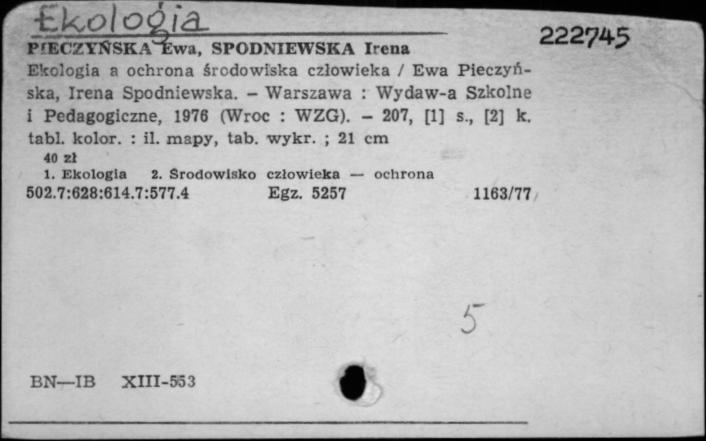 Ekologia
222745
PIECZYŃSKA Ewa, SPODNIEWSKA Irena
Ekologia a ochrona środowiska człowieka / Ewa Pieczyń-
ska, Irena Spodniewska. – Warszawa : Wydaw-a Szkolne
i Pedagogiczne, 1976 (Wroc : WZG). – 207, [1] s., [2] k.
tabl. kolor. : il. mapy, tab. wykr. ; 21 cm
40 zł
1. Ekologia 2. Środowisko człowieka — ochrona
502.7:628:614.7:577.4 Egz. 5257 1163/77
5
BN—IB XIII-553